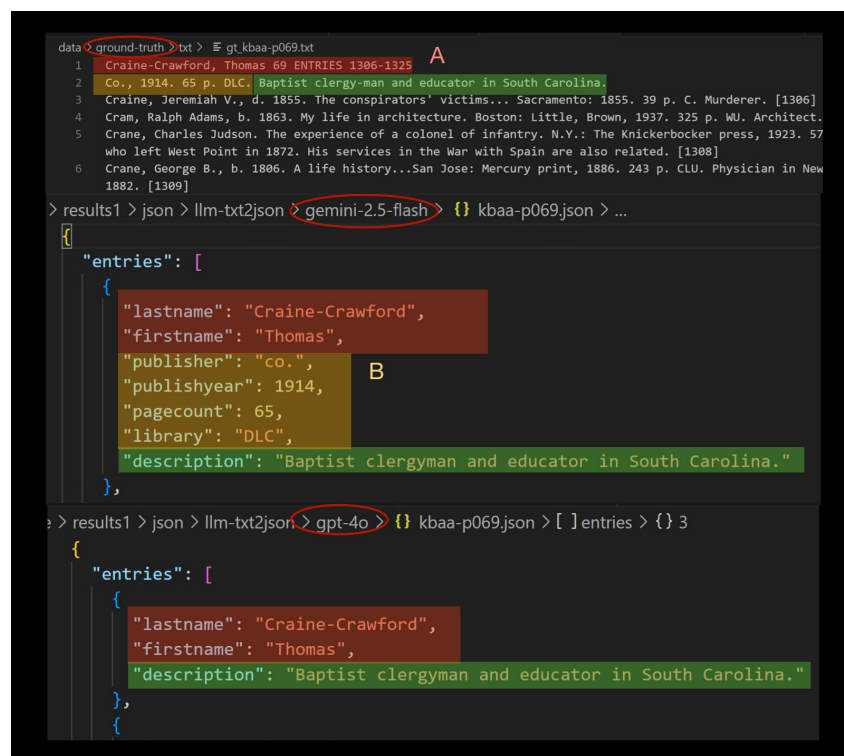 data > ground-truth > txt > ≡ gt_kbaa-p069.txt
A
1 Craine-Crawford, Thomas 69 ENTRIES 1306-1325
2 Co., 1914. 65 p. DLC. Baptist clergy-man and educator in South Carolina.
3 Craine, Jeremiah V., d. 1855. The conspirators' victims... Sacramento: 1855. 39 p. C. Murderer. [1306]
4 Cram, Ralph Adams, b. 1863. My life in architecture. Boston: Little, Brown, 1937. 325 p. WU. Architect.
5 Crane, Charles Judson. The experience of a colonel of infantry. N.Y.: The Knickerbocker press, 1923. 57
who left West Point in 1872. His services in the War with Spain are also related. [1308]
6 Crane, George B., b. 1806. A life history...San Jose: Mercury print, 1886. 243 p. CLU. Physician in New
1882. [1309]
> results1 > json > llm-txt2json > gemini-2.5-flash > {} kbaa-p069.json > ...
{
"entries": [
{
"lastname": "Craine-Crawford",
"firstname": "Thomas",
"publisher": "co.",
"publishyear": 1914,
B
"pagecount": 65,
"library": "DLC",
"description": "Baptist clergyman and educator in South Carolina."
},
e > results1 > json > llm-txt2json > gpt-4o > {} kbaa-p069.json > [ ] entries > {} 3
{
"entries": [
{
"lastname": "Craine-Crawford",
"firstname": "Thomas",
"description": "Baptist clergyman and educator in South Carolina."
},
{